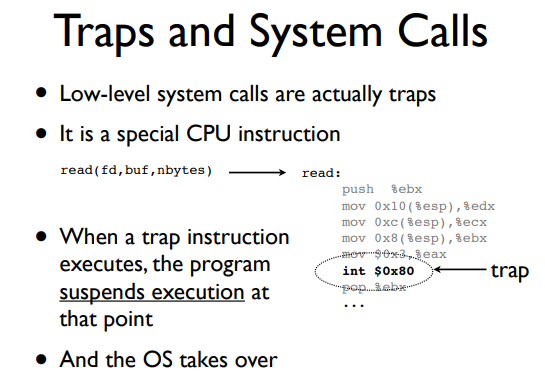 Traps and System Calls
• Low-level system calls are actually traps
• It is a special CPU instruction
read(fd,buf,nbytes)
read:
push %ebx
mov 0x10(%esp),%edx
mov 0xc(%esp),%ecx
mov 0x8(%esp),%ebx
mov $0x3,%eax
int $0x80
pop %ebx
...
trap
• When a trap instruction
executes, the program
suspends execution at
that point
• And the OS takes over